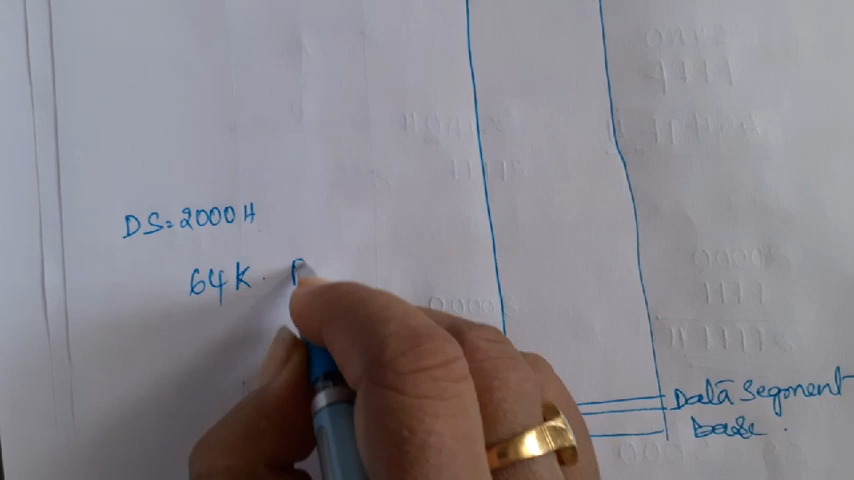 DS=2000H
64K.
Data Segment
Base.